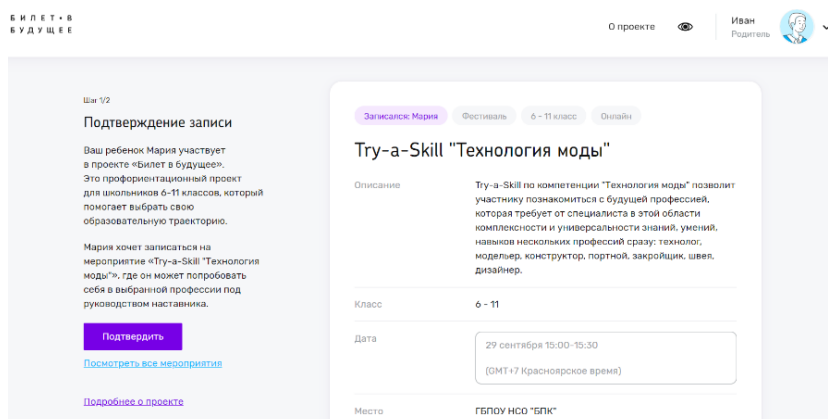 БИЛЕТ•В
БУДУЩЕЕ
О проекте
Иван
Родитель
Шаг 1/2
Подтверждение записи
Ваш ребенок Мария участвует
в проекте «Билет в будущее».
Это профориентационный проект
для школьников 6-11 классов, который
помогает выбрать свою
образовательную траекторию.
Мария хочет записаться на
мероприятие «Try-a-Skill "Технология
моды"», где он может попробовать
себя в выбранной профессии под
руководством наставника.
Подтвердить
Посмотреть все мероприятия
Подробнее о проекте
Записался: Мария Фестиваль 6 - 11 класс Онлайн
Try-a-Skill "Технология моды"
Описание
Try-a-Skill по компетенции "Технология моды" позволит
участнику познакомиться с будущей профессией,
которая требует от специалиста в этой области
комплексности и универсальности знаний, умений,
навыков нескольких профессий сразу: технолог,
модельер, конструктор, портной, закройщик, швея,
дизайнер.
Класс 6 - 11
Дата
29 сентября 15:00-15:30
(GMT+7 Красноярское время)
Место ГБПОУ НСО "БПК"